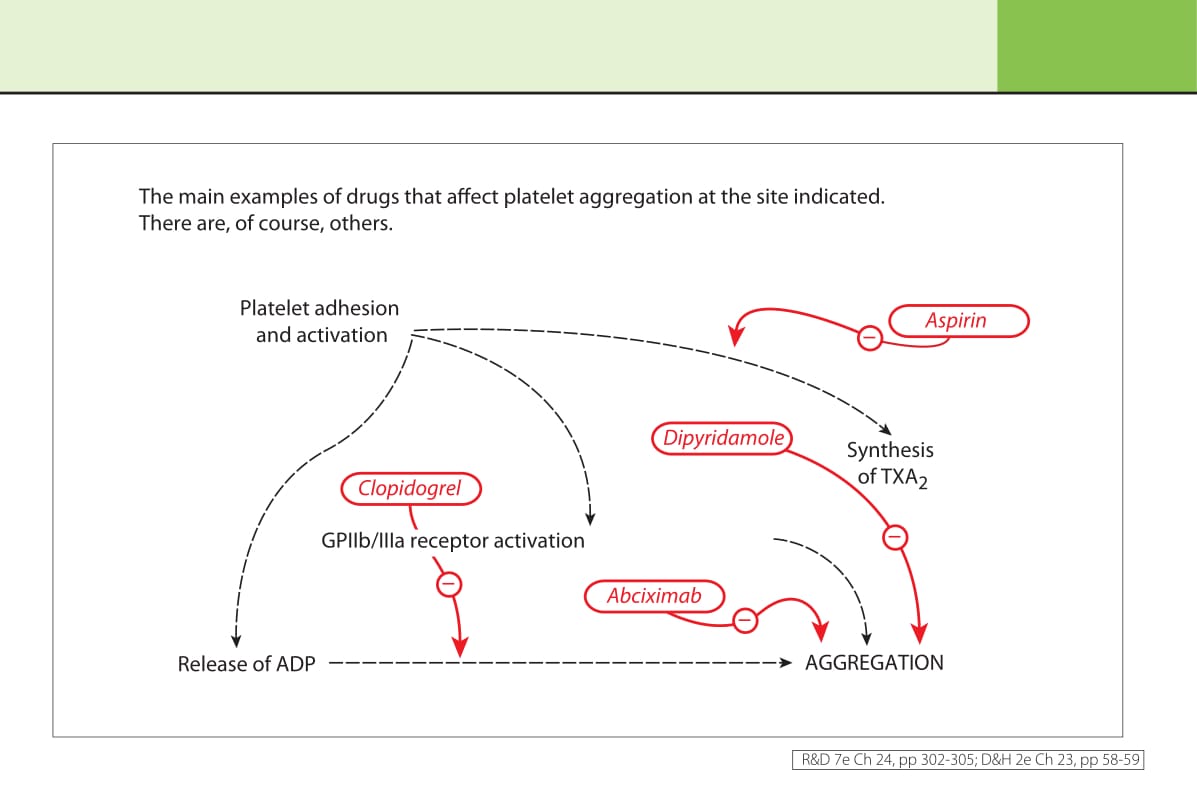 The main examples of drugs that affect platelet aggregation at the site indicated.
There are, of course, others.
Platelet adhesion
and activation
Aspirin
Dipyridamole
Synthesis
of TXA₂
Clopidogrel
GPIIb/IIIa receptor activation
Abciximab
Release of ADP
AGGREGATION
R&D 7e Ch 24, pp 302-305; D&H 2e Ch 23, pp 58-59